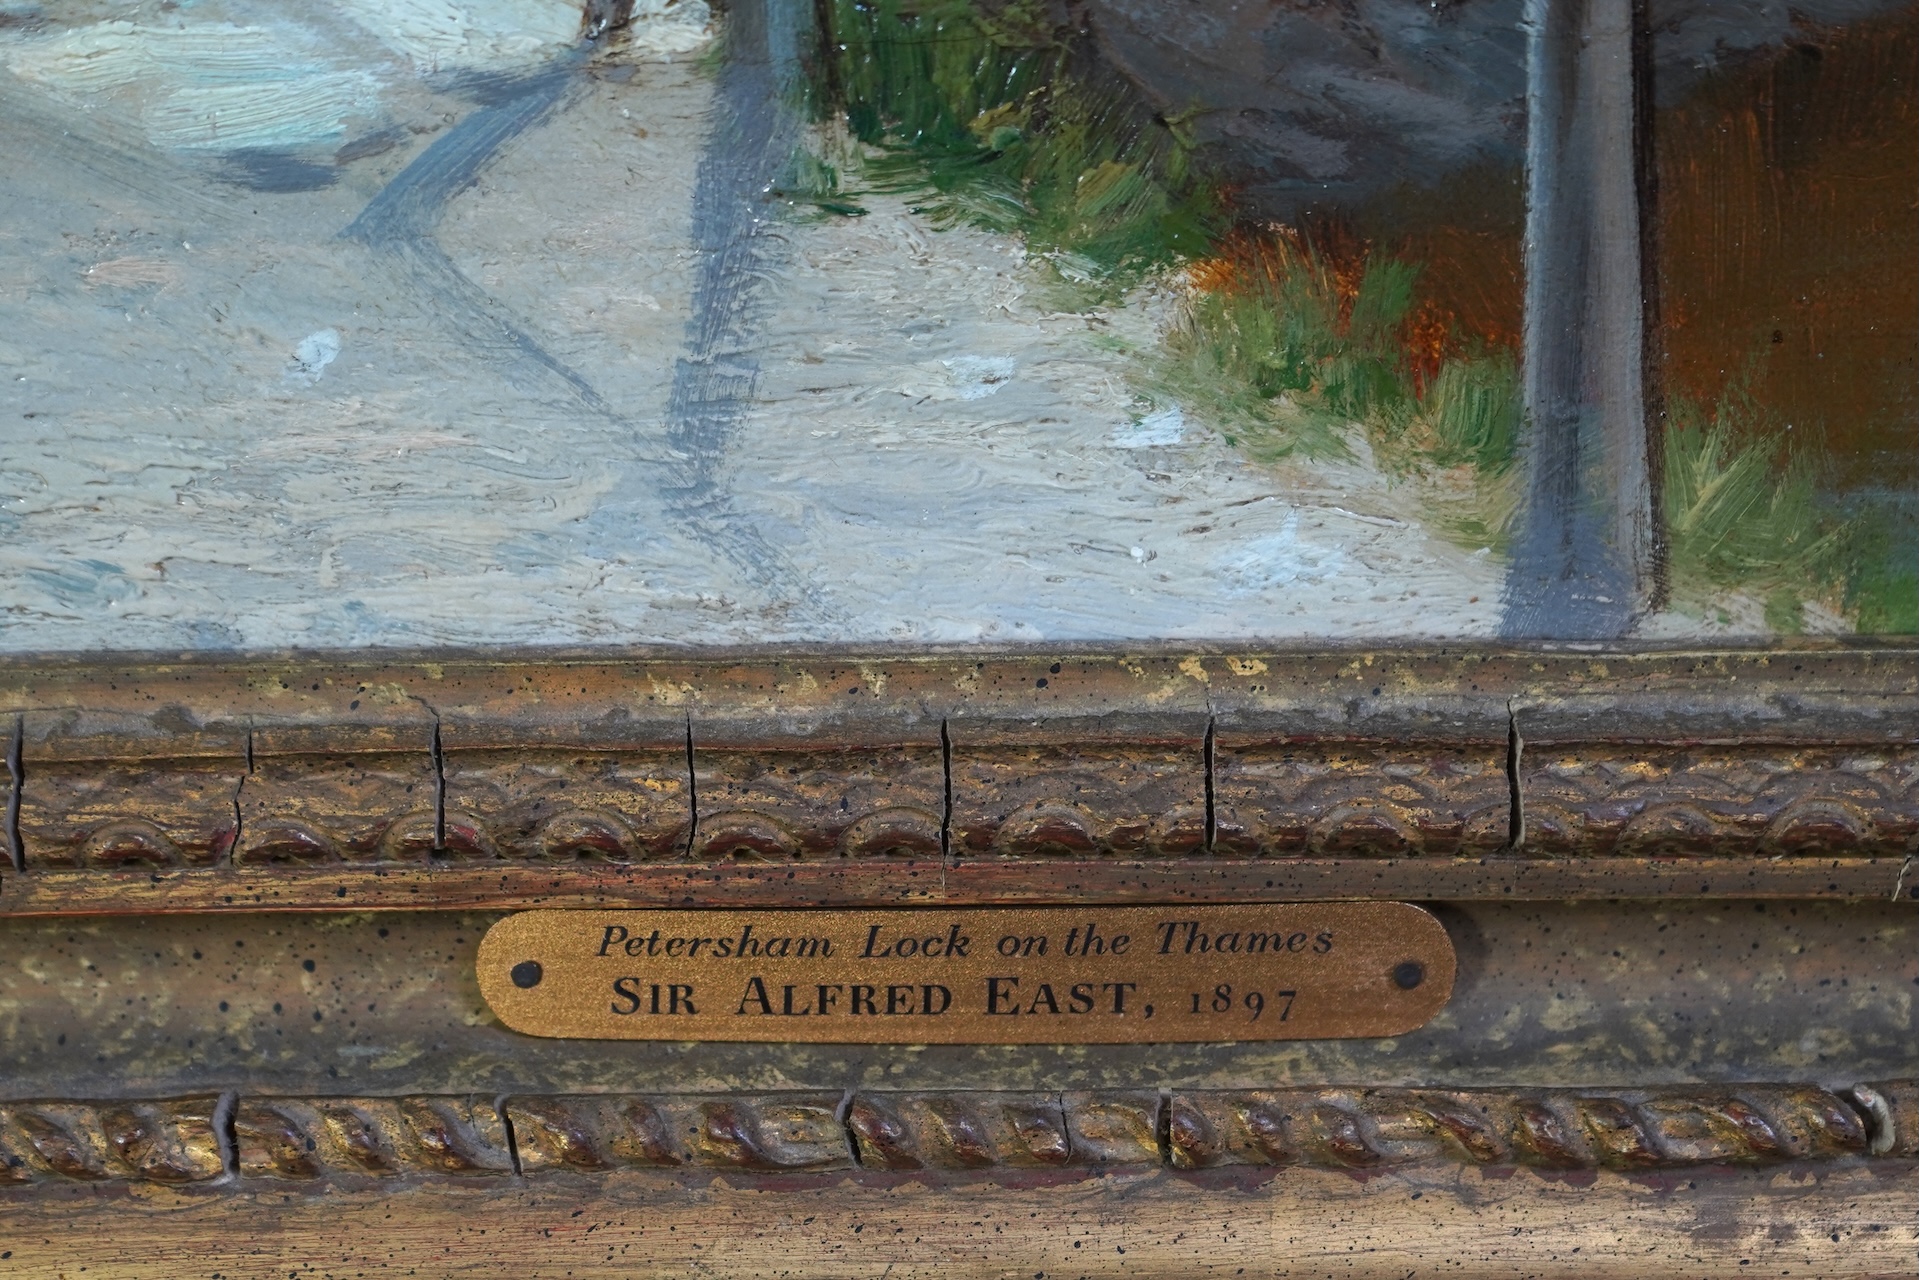 Petersham Lock on the Thames
SIR ALFRED EAST, 1897